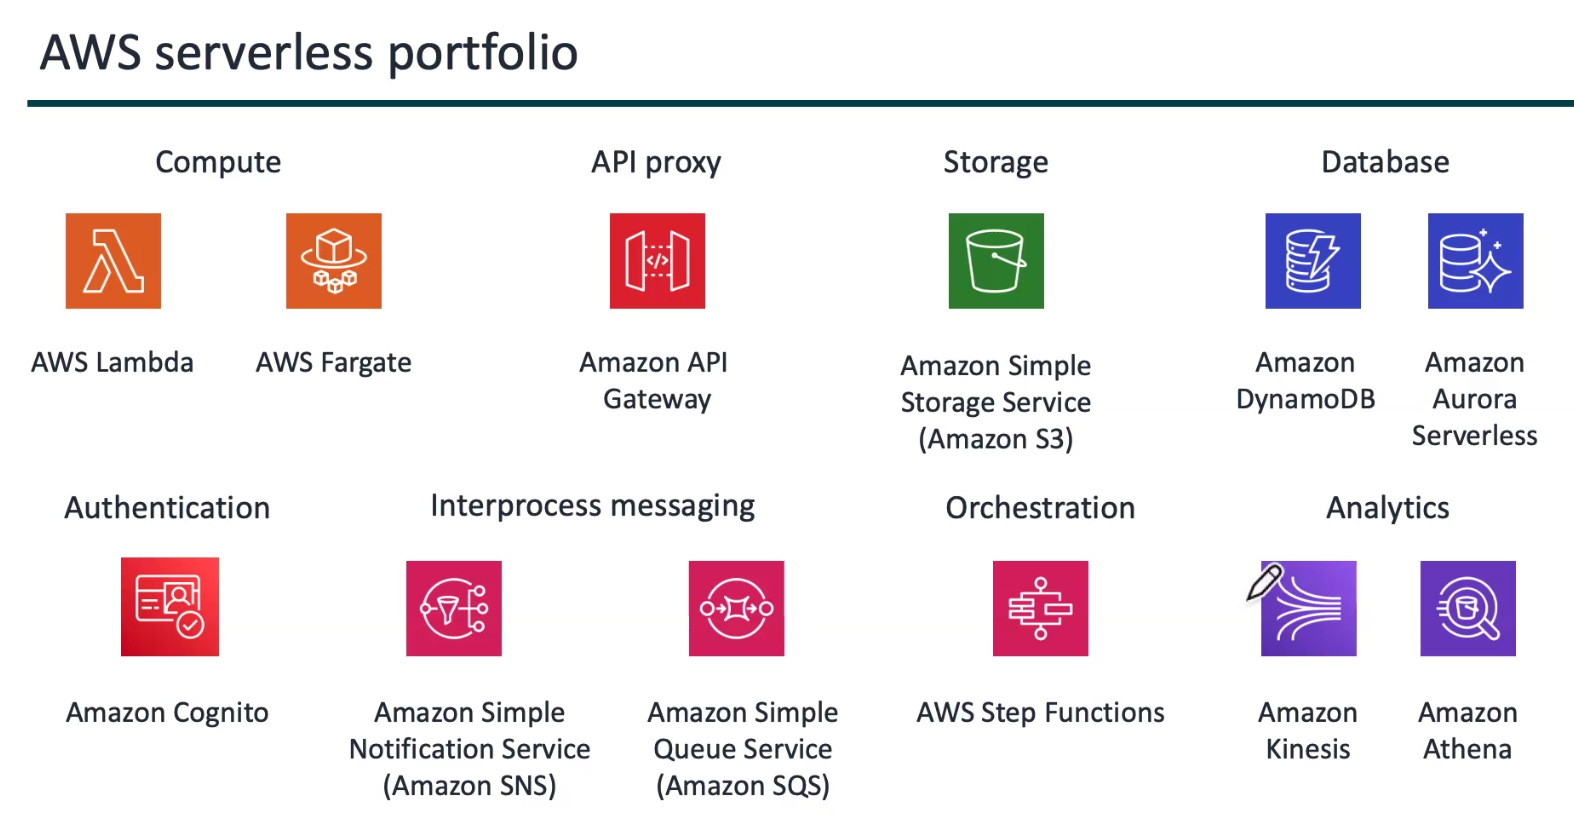 AWS serverless portfolio
Compute
API proxy
Storage
Database
AWS Lambda
AWS Fargate
Amazon API
Gateway
</>
Amazon Simple
Storage Service
(Amazon S3)
Amazon
DynamoDB
Amazon
Aurora
Serverless
Authentication
Interprocess messaging
Orchestration
Analytics
Amazon Cognito
Amazon Simple
Notification Service
(Amazon SNS)
Amazon Simple
Queue Service
(Amazon SQS)
AWS Step Functions
Amazon
Kinesis
Amazon
Athena